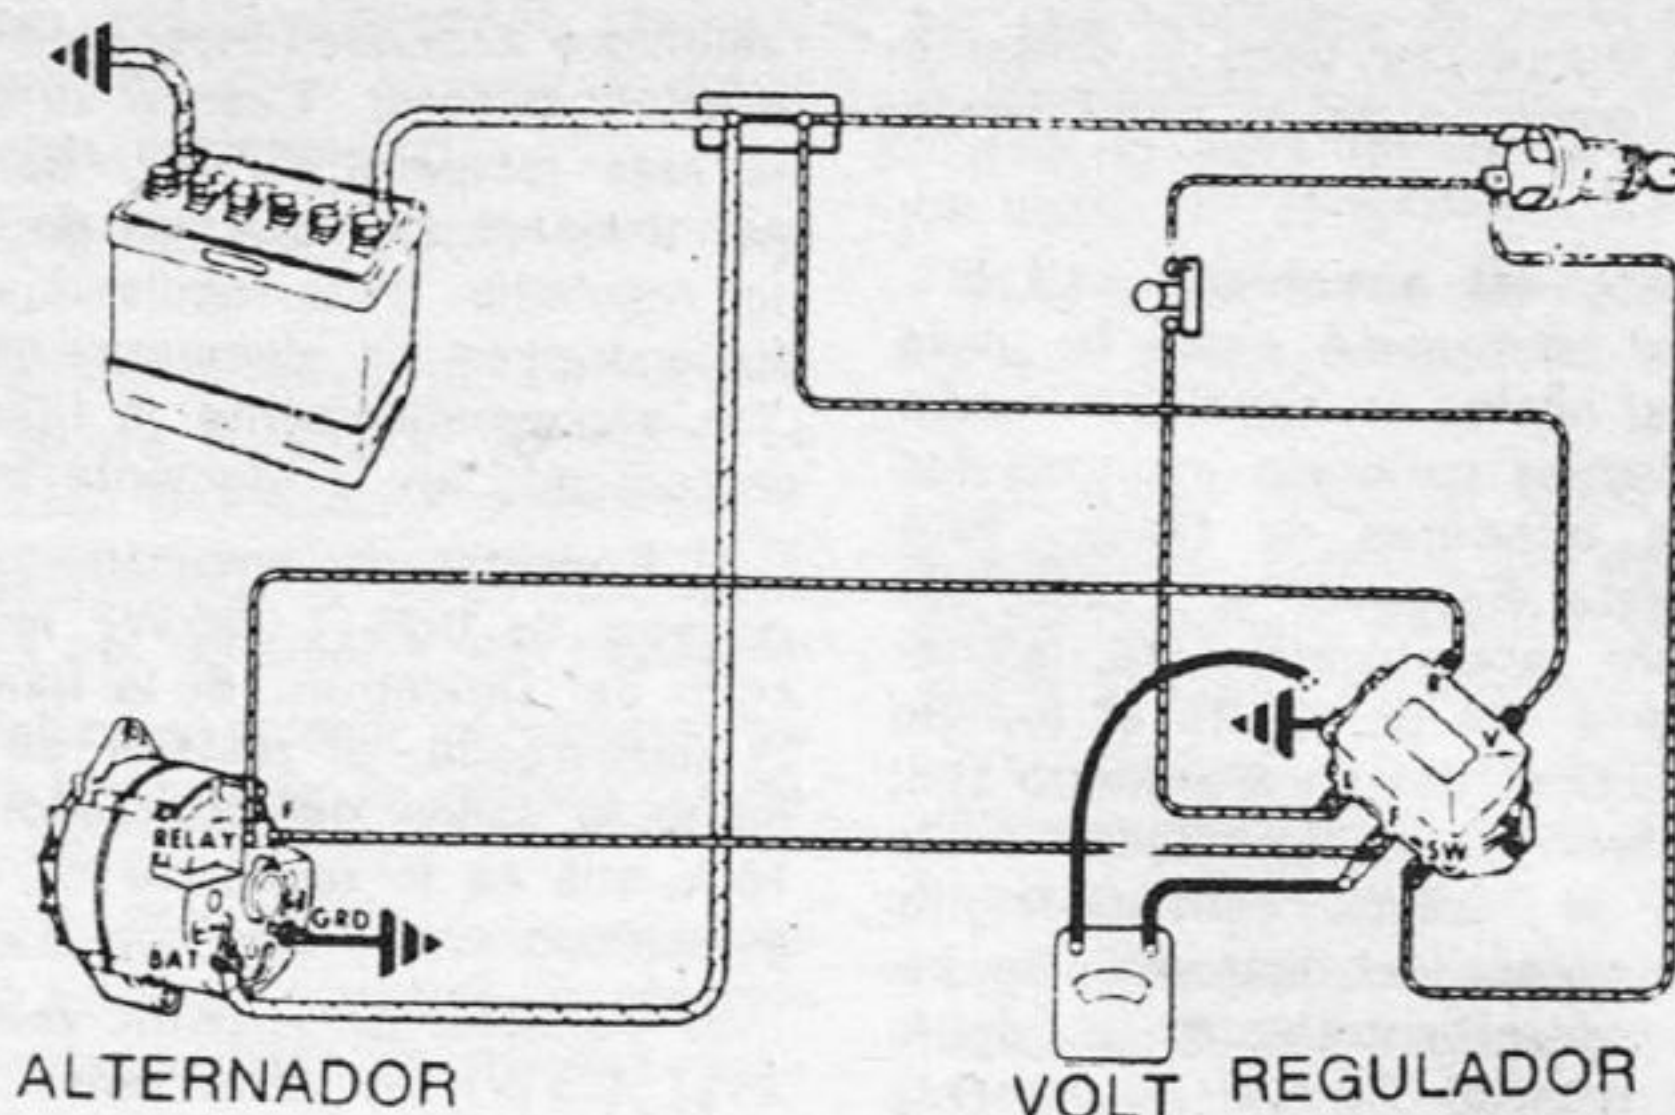 R
V
L
F
F
RELAY
SW
GRD
BAT
ALTERNADOR
VOLT. REGULADOR